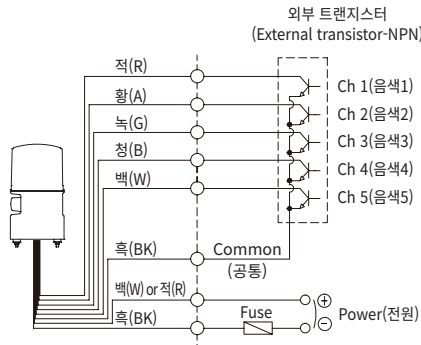 외부 트랜지스터
(External transistor-NPN)
적(R)
Ch 1(음색1)
황(A)
Ch 2(음색2)
녹(G)
Ch 3(음색3)
청(B)
Ch 4(음색4)
백(W)
Ch 5(음색5)
흑(BK)
Common
(공통)
백(W) or 적(R)
흑(BK)
Fuse
Power(전원)